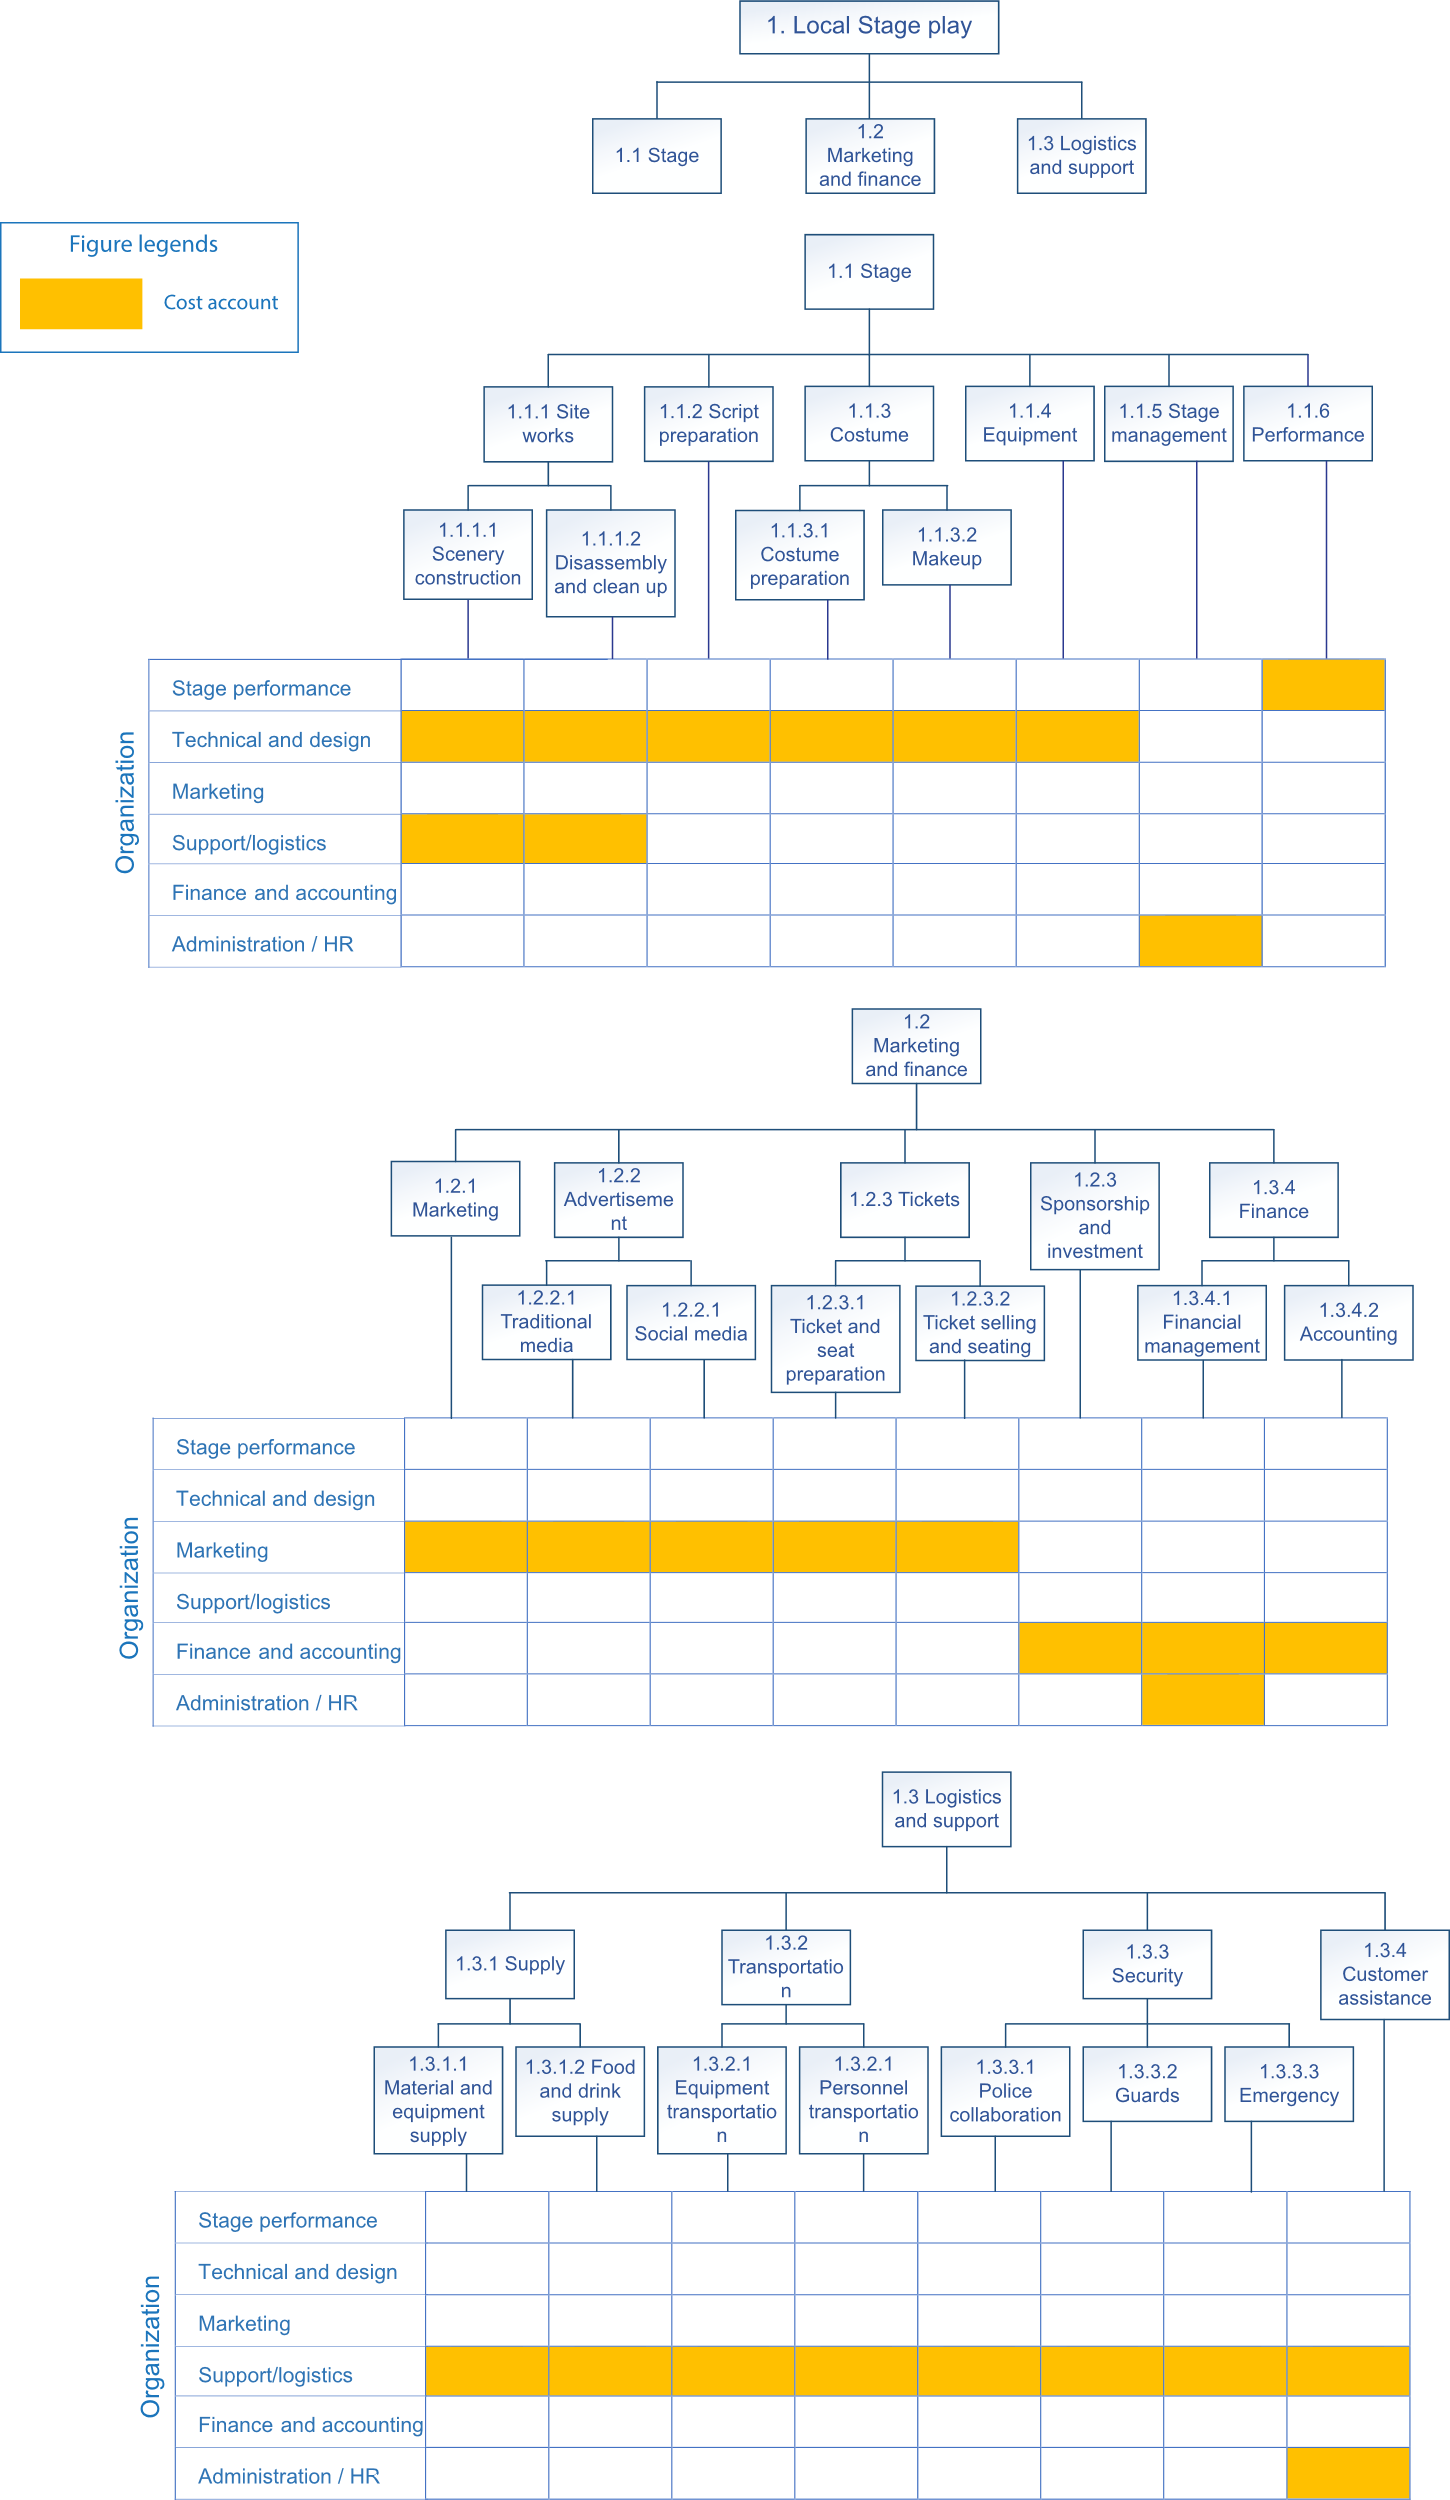 1. Local Stage play
1.1 Stage
1.2
Marketing
and finance
1.3 Logistics
and support
Figure legends
Cost account
1.1 Stage
1.1.1 Site
works
1.1.2 Script
preparation
1.1.3
Costume
1.1.4
Equipment
1.1.5 Stage
management
1.1.6
Performance
1.1.1.1
Scenery
construction
1.1.1.2
Disassembly
and clean up
1.1.3.1
Costume
preparation
1.1.3.2
Makeup
Organization
Stage performance
Technical and design
Marketing
Support/logistics
Finance and accounting
Administration / HR
1.2
Marketing
and finance
1.2.1
Marketing
1.2.2
Advertiseme
nt
1.2.3 Tickets
1.2.3
Sponsorship
and
investment
1.3.4
Finance
1.2.2.1
Traditional
media
1.2.2.1
Social media
1.2.3.1
Ticket and
seat
preparation
1.2.3.2
Ticket selling
and seating
1.3.4.1
Financial
management
1.3.4.2
Accounting
Organization
Stage performance
Technical and design
Marketing
Support/logistics
Finance and accounting
Administration / HR
1.3 Logistics
and support
1.3.1 Supply
1.3.2
Transportatio
n
1.3.3
Security
1.3.4
Customer
assistance
1.3.1.1
Material and
equipment
supply
1.3.1.2 Food
and drink
supply
1.3.2.1
Equipment
transportatio
n
1.3.2.1
Personnel
transportatio
n
1.3.3.1
Police
collaboration
1.3.3.2
Guards
1.3.3.3
Emergency
Organization
Stage performance
Technical and design
Marketing
Support/logistics
Finance and accounting
Administration / HR